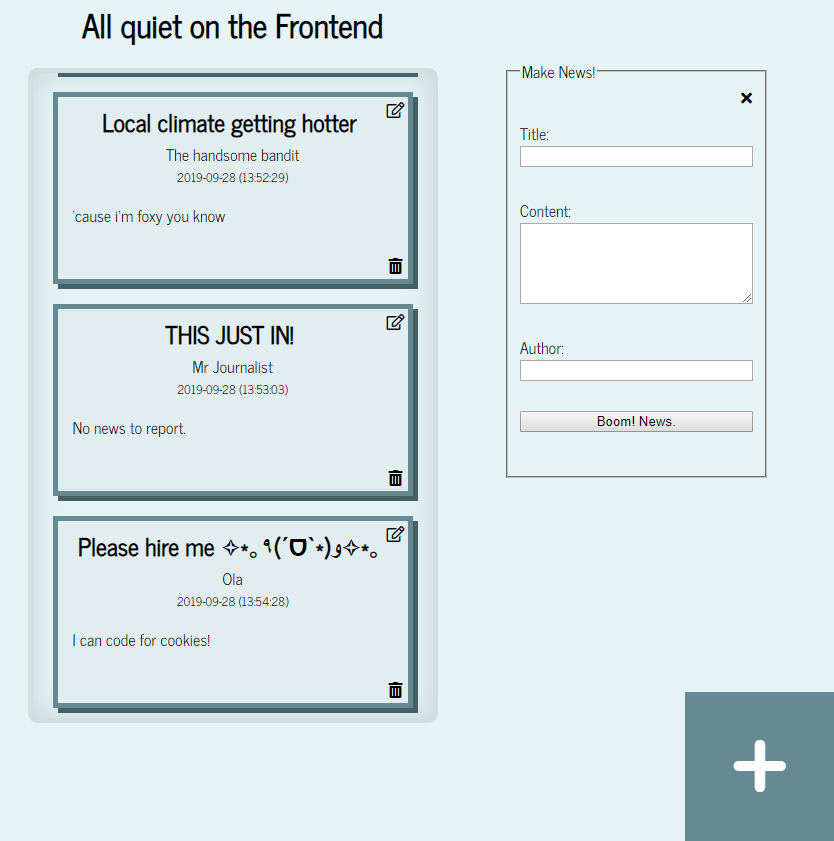 All quiet on the Frontend
Local climate getting hotter
The handsome bandit
2019-09-28 (13:52:29)
'cause i'm foxy you know
THIS JUST IN!
Mr Journalist
2019-09-28 (13:53:03)
No news to report.
Please hire me ✧*｡٩(ˊᗜˋ*)و✧*｡
Ola
2019-09-28 (13:54:28)
I can code for cookies!
Make News!
Title:
Content:
Author:
Boom! News.